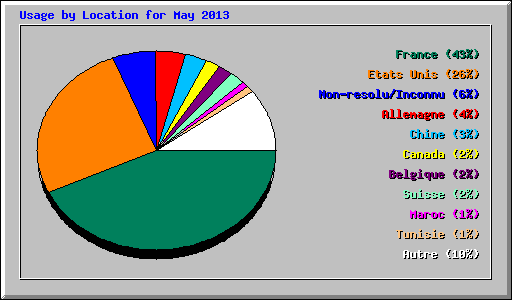 Usage by Location for May 2013
France (43%)
Etats Unis (26%)
Non-resolu/Inconnu (6%)
Allemagne (4%)
Chine (3%)
Canada (2%)
Belgique (2%)
Suisse (2%)
Maroc (1%)
Tunisie (1%)
Autre (10%)